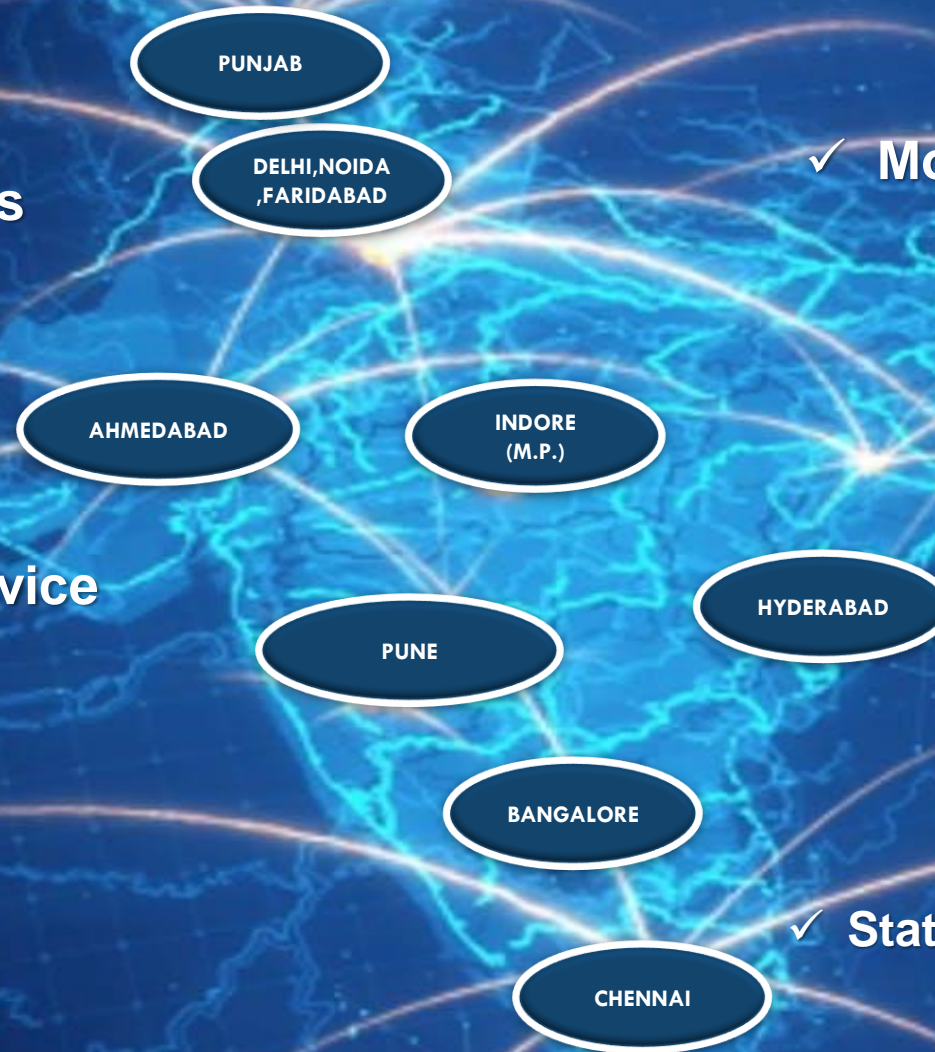 PUNJAB
DELHI,NOIDA
,FARIDABAD
✓ Mo
s
AHMEDABAD
INDORE
(M.P.)
vice
HYDERABAD
PUNE
BANGALORE
✓ Stat
CHENNAI